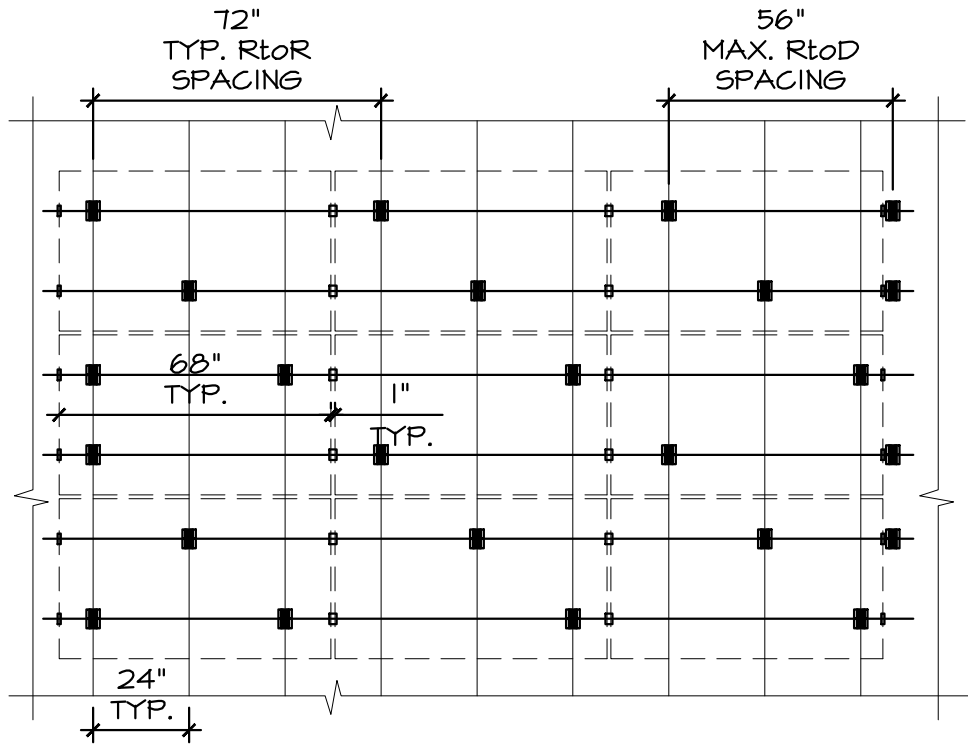 72"
TYP. RtoR
SPACING
56"
MAX. RtoD
SPACING
68"
TYP.
1"
TYP.
24"
TYP.